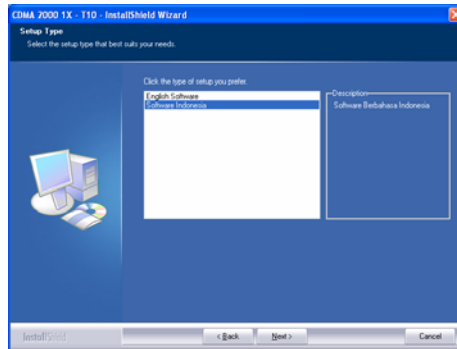 CDMA 2000 1X - T10 - InstallShield Wizard
Setup Type
Select the setup type that best suits your needs.
Click the type of setup you prefer.
English Software
Software Indonesia
Description
Software Berbahasa Indonesia
InstallShield
< Back
Next >
Cancel